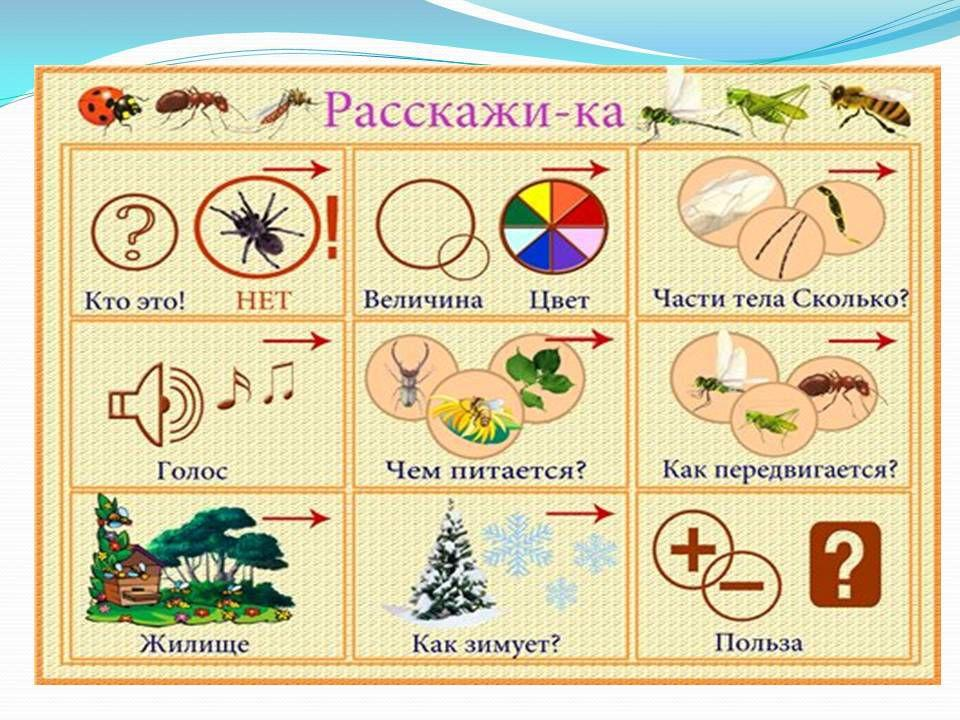 Расскажи-ка
?
!
Кто это! НЕТ
Величина Цвет
Части тела Сколько?
Голос
Чем питается?
Как передвигается?
Жилище
Как зимует?
+ − ?
Польза